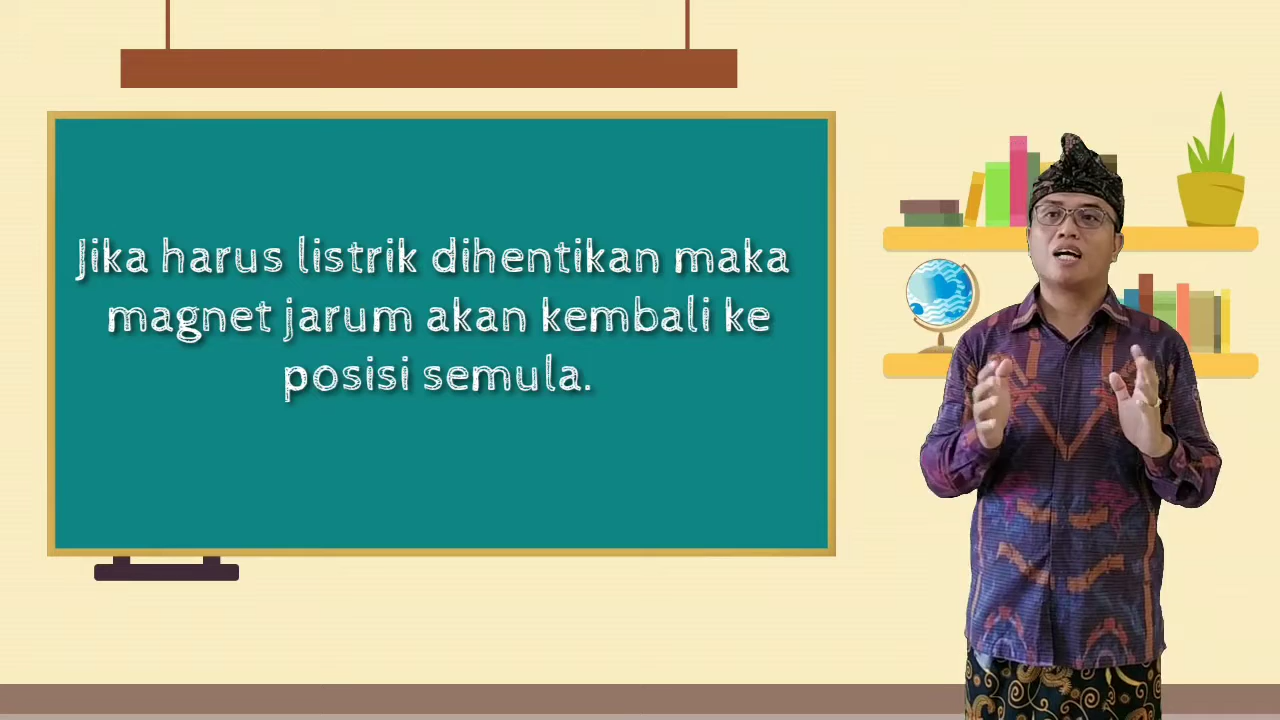 Jika harus listrik dihentikan maka
magnet jarum akan kembali ke
posisi semula.